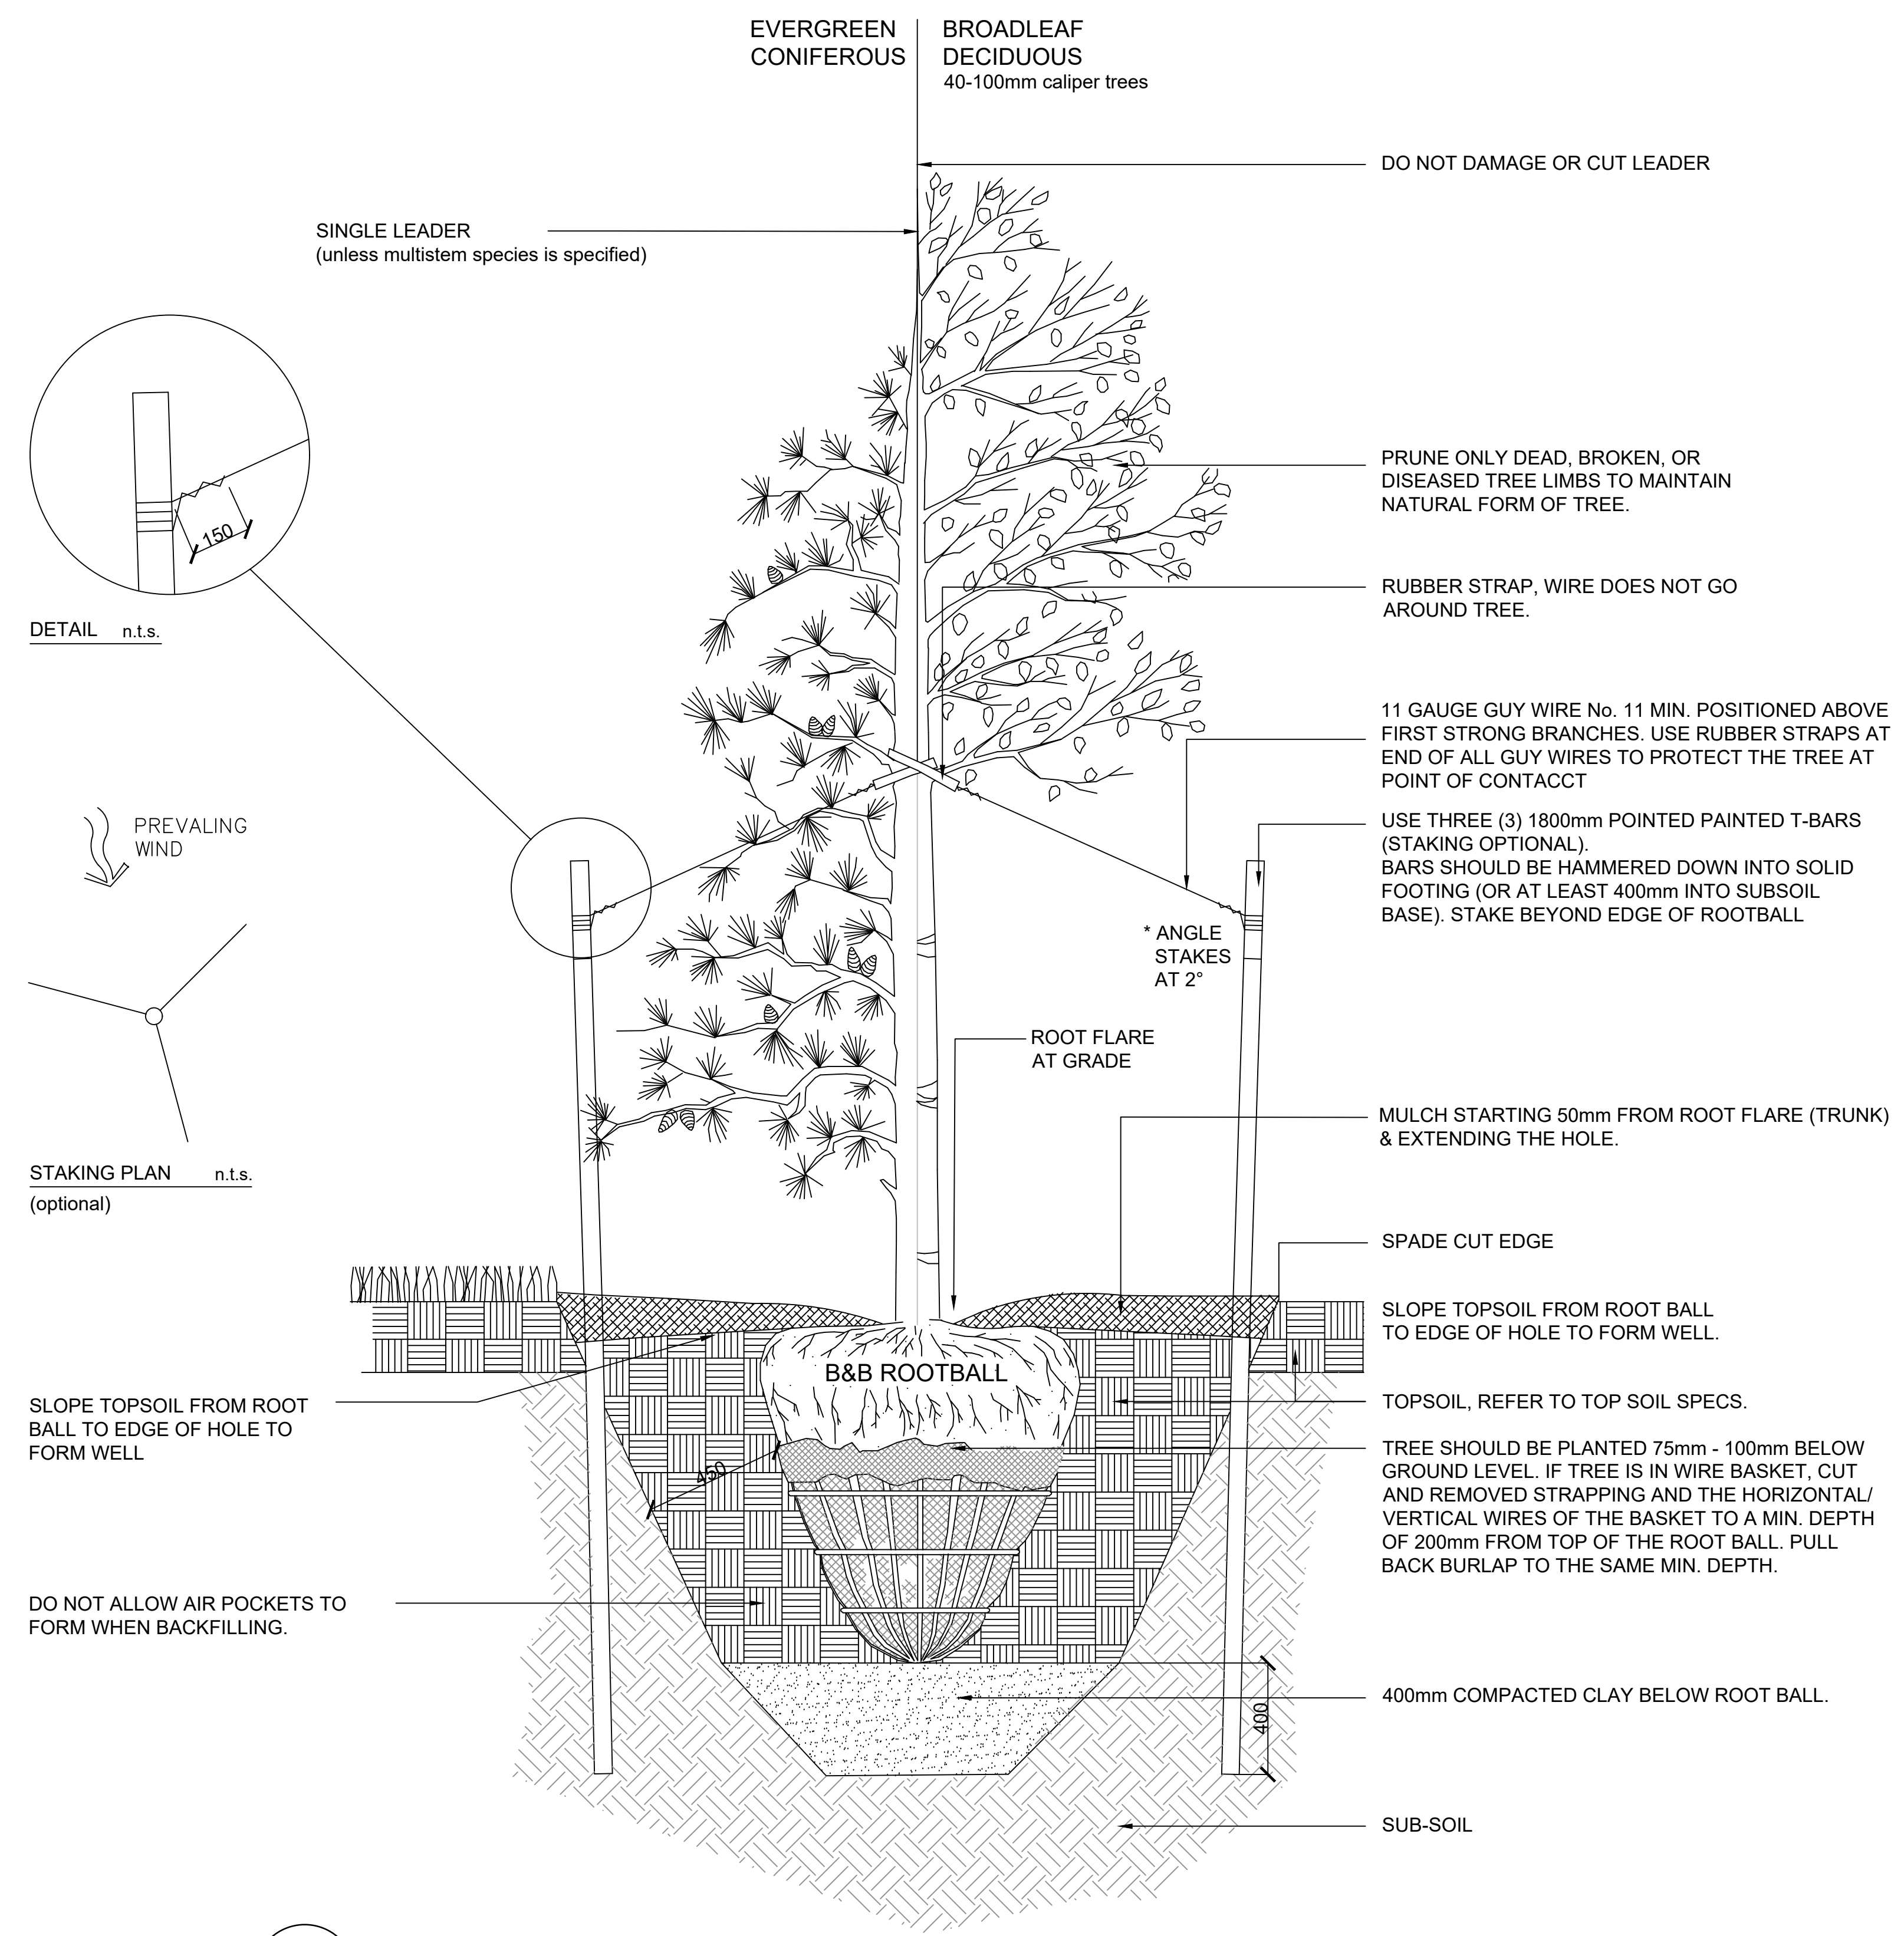 EVERGREEN
CONIFEROUS
BROADLEAF
DECIDUOUS
40-100mm caliper trees
DO NOT DAMAGE OR CUT LEADER
SINGLE LEADER
(unless multistem species is specified)
PRUNE ONLY DEAD, BROKEN, OR
DISEASED TREE LIMBS TO MAINTAIN
NATURAL FORM OF TREE.
150
DETAIL n.t.s.
RUBBER STRAP, WIRE DOES NOT GO
AROUND TREE.
11 GAUGE GUY WIRE No. 11 MIN. POSITIONED ABOVE
FIRST STRONG BRANCHES. USE RUBBER STRAPS AT
END OF ALL GUY WIRES TO PROTECT THE TREE AT
POINT OF CONTACCT
PREVALING
WIND
USE THREE (3) 1800mm POINTED PAINTED T-BARS
(STAKING OPTIONAL).
BARS SHOULD BE HAMMERED DOWN INTO SOLID
FOOTING (OR AT LEAST 400mm INTO SUBSOIL
BASE). STAKE BEYOND EDGE OF ROOTBALL
* ANGLE
STAKES
AT 2°
ROOT FLARE
AT GRADE
MULCH STARTING 50mm FROM ROOT FLARE (TRUNK)
& EXTENDING THE HOLE.
STAKING PLAN n.t.s.
(optional)
SPADE CUT EDGE
SLOPE TOPSOIL FROM ROOT BALL
TO EDGE OF HOLE TO FORM WELL.
B&B ROOTBALL
SLOPE TOPSOIL FROM ROOT
BALL TO EDGE OF HOLE TO
FORM WELL
TOPSOIL, REFER TO TOP SOIL SPECS.
450
TREE SHOULD BE PLANTED 75mm - 100mm BELOW
GROUND LEVEL. IF TREE IS IN WIRE BASKET, CUT
AND REMOVED STRAPPING AND THE HORIZONTAL/
VERTICAL WIRES OF THE BASKET TO A MIN. DEPTH
OF 200mm FROM TOP OF THE ROOT BALL. PULL
BACK BURLAP TO THE SAME MIN. DEPTH.
DO NOT ALLOW AIR POCKETS TO
FORM WHEN BACKFILLING.
400mm COMPACTED CLAY BELOW ROOT BALL.
400
SUB-SOIL